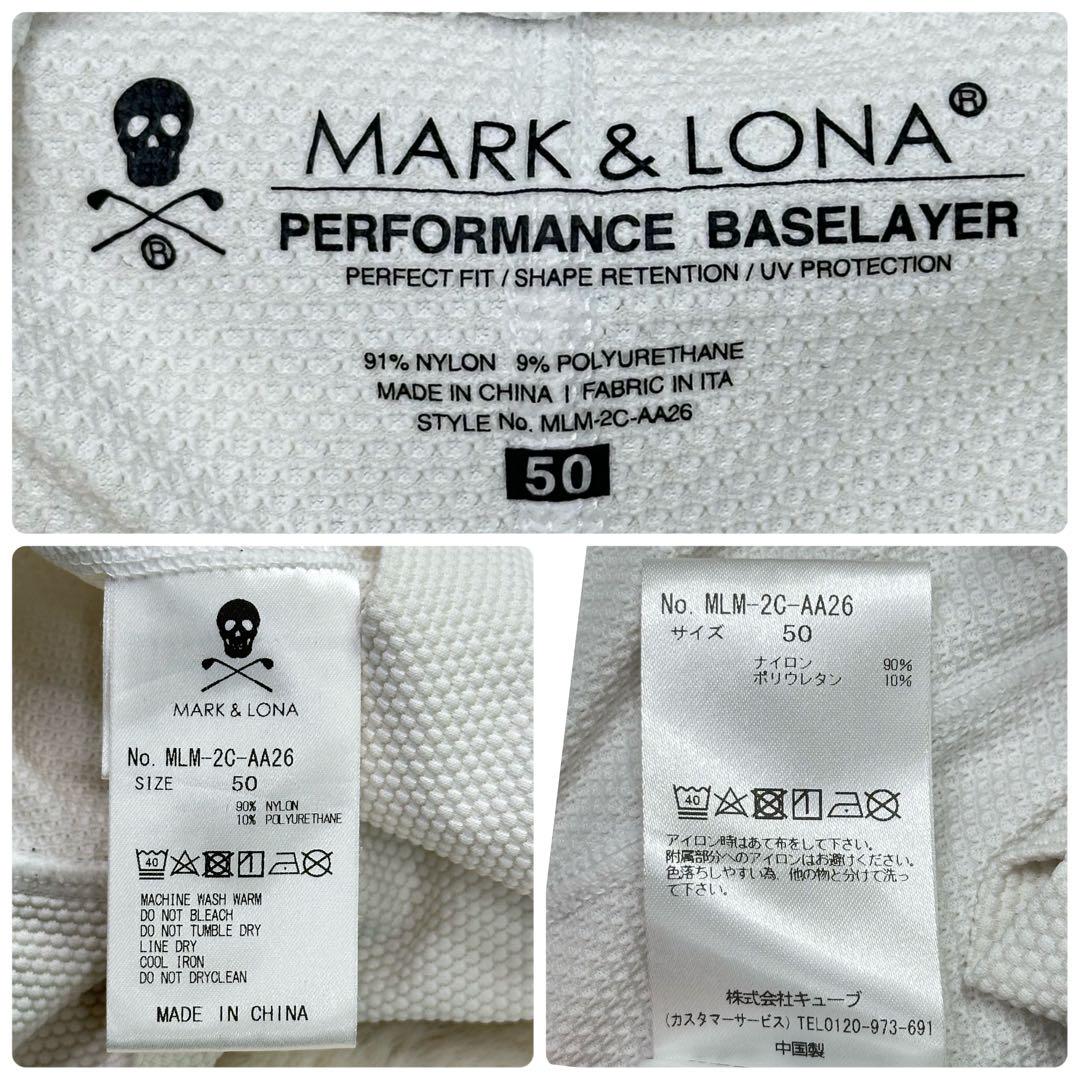 MARK & LONA®
®
PERFORMANCE BASELAYER
PERFECT FIT / SHAPE RETENTION / UV PROTECTION
91% NYLON 9% POLYURETHANE
MADE IN CHINA | FABRIC IN ITA
STYLE No. MLM-2C-AA26
50
MARK & LONA
No. MLM-2C-AA26
SIZE 50
90% NYLON
10% POLYURETHANE
40
MACHINE WASH WARM
DO NOT BLEACH
DO NOT TUMBLE DRY
LINE DRY
COOL IRON
DO NOT DRYCLEAN
MADE IN CHINA
No. MLM-2C-AA26
サイズ 50
ナイロン 90%
ポリウレタン 10%
40
アイロン時はあて布をして下さい。
附属部分へのアイロンはお避けください。
色落ちしやすい為、他の物と分けて洗っ
て下さい。
株式会社キューブ
(カスタマーサービス) TEL0120-973-691
中国製